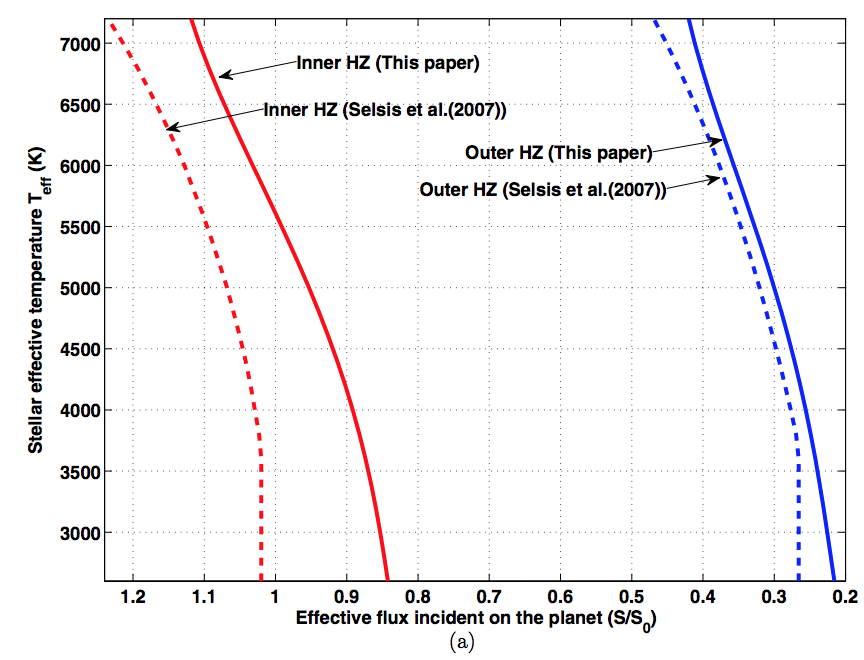 7000
6500
6000
5500
5000
4500
4000
3500
3000
Stellar effective temperature T_eff (K)
Inner HZ (This paper)
Inner HZ (Selsis et al.(2007))
Outer HZ (This paper)
Outer HZ (Selsis et al.(2007))
1.2 1.1 1 0.9 0.8 0.7 0.6 0.5 0.4 0.3 0.2
Effective flux incident on the planet (S/S_0)
(a)